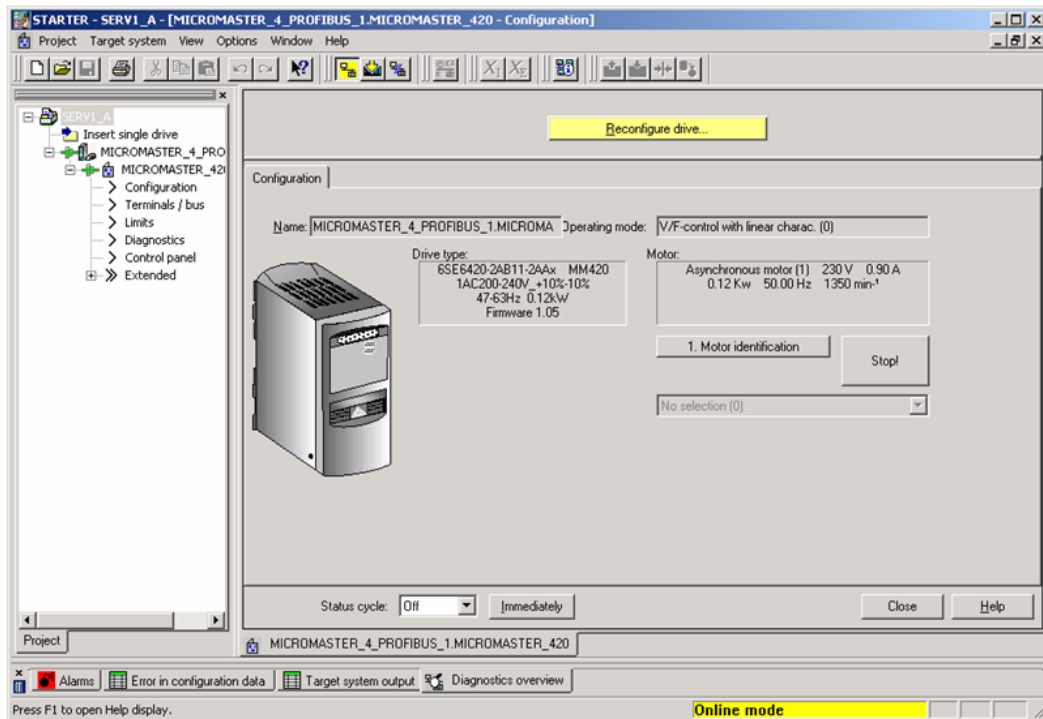 STARTER - SERV1_A - [MICROMASTER_4_PROFIBUS_1.MICROMASTER_420 - Configuration]
Project Target system View Options Window Help
SERV1_A
Insert single drive
MICROMASTER_4_PRO
MICROMASTER_42
Configuration
Terminals / bus
Limits
Diagnostics
Control panel
Extended
Project
Reconfigure drive...
Configuration
Name: MICROMASTER_4_PROFIBUS_1.MICROMA Operating mode: V/F-control with linear charac. (0)
Drive type:
6SE6420-2AB11-2AAx MM420
1AC200-240V_+10%-10%
47-63Hz 0.12kW
Firmware 1.05
Motor:
Asynchronous motor (1) 230 V 0.90 A
0.12 Kw 50.00 Hz 1350 min-¹
1. Motor identification
Stop!
No selection (0)
Status cycle: Off Immediately Close Help
MICROMASTER_4_PROFIBUS_1.MICROMASTER_420
Alarms Error in configuration data Target system output Diagnostics overview
Press F1 to open Help display. Online mode